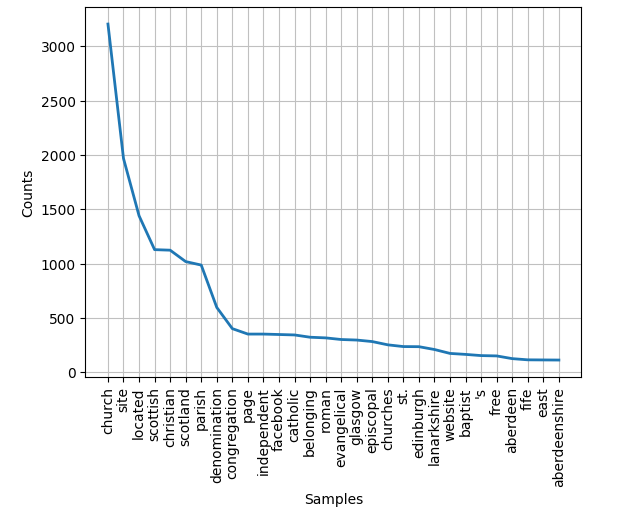 3000
2500
2000
1500
1000
500
0
Counts
church
site
located
scottish
christian
scotland
parish
denomination
congregation
page
independent
facebook
catholic
belonging
roman
evangelical
glasgow
episcopal
churches
st.
edinburgh
lanarkshire
website
baptist
's
free
aberdeen
fife
east
aberdeenshire
Samples